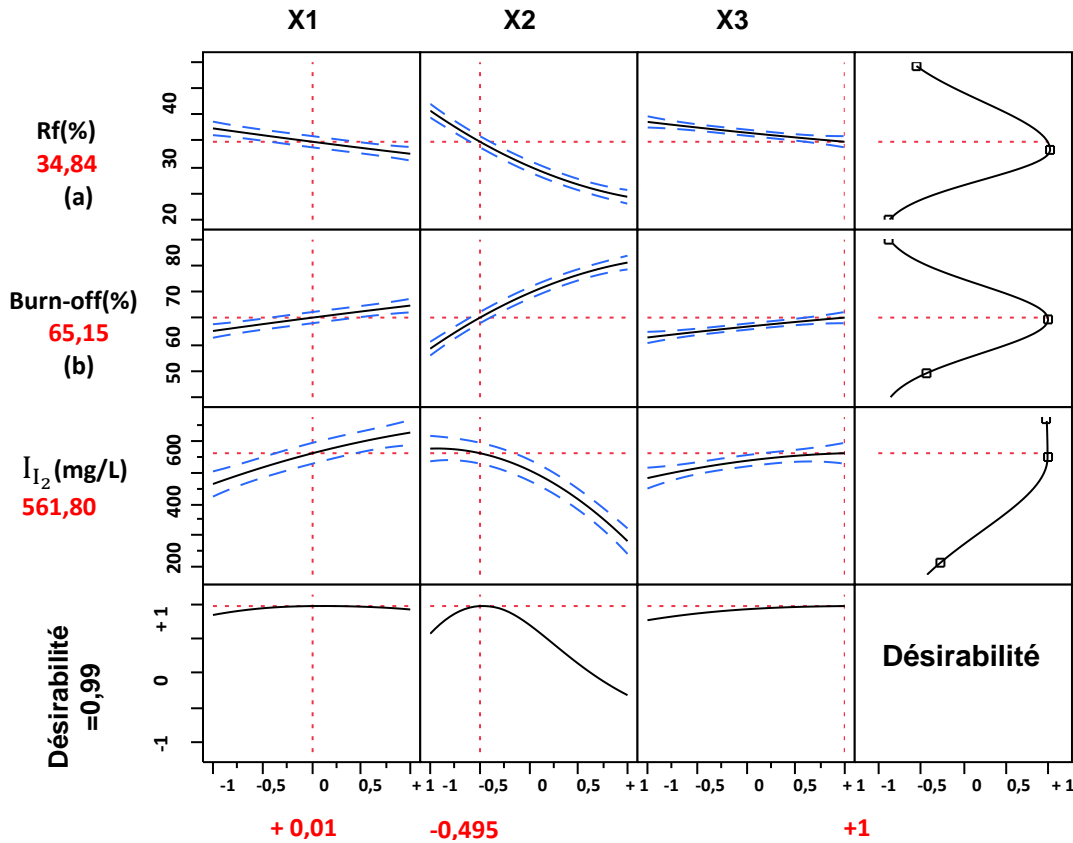 X1 X2 X3
Rf(%)
34,84
(a)
40
30
20
Burn-off(%)
65,15
(b)
80
70
60
50
I_{I_2}(mg/L)
561,80
600
400
200
Désirabilité
=0,99
+ 1
0
-1
Désirabilité
-1 -0,5 0 0,5 + 1 -1 -0,5 0 0,5 + 1 -1 -0,5 0 0,5 + 1 -1 0 0,5 + 1
+ 0,01 -0,495 +1